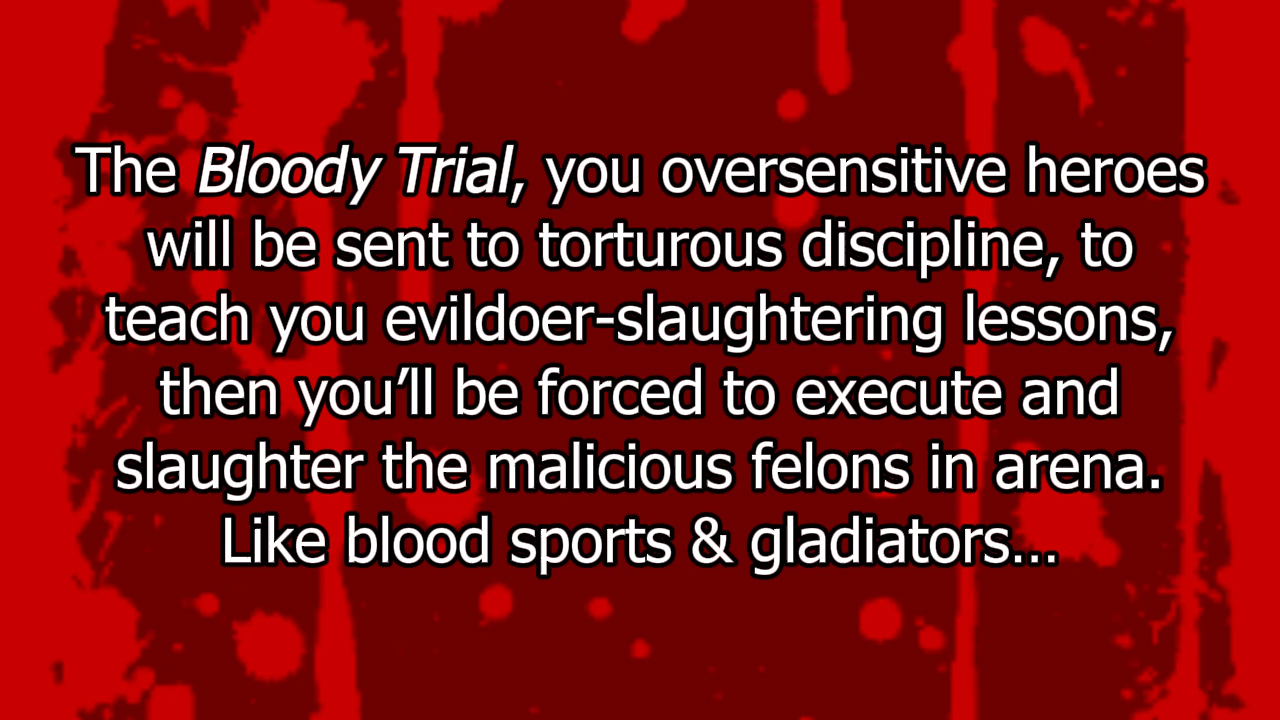 The Bloody Trial, you oversensitive heroes
will be sent to torturous discipline, to
teach you evildoer-slaughtering lessons,
then you’ll be forced to execute and
slaughter the malicious felons in arena.
Like blood sports & gladiators...